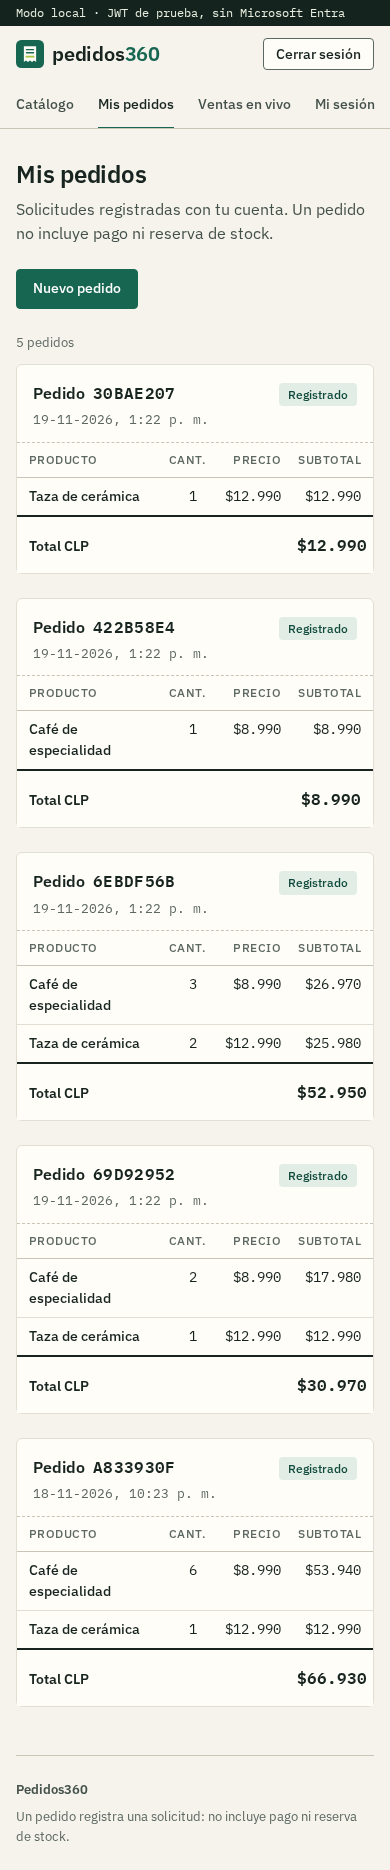 Modo local · JWT de prueba, sin Microsoft Entra
pedidos360
Cerrar sesión
Catálogo Mis pedidos Ventas en vivo Mi sesión
Mis pedidos
Solicitudes registradas con tu cuenta. Un pedido
no incluye pago ni reserva de stock.
Nuevo pedido
5 pedidos
Pedido 30BAE207 Registrado
19-11-2026, 1:22 p. m.
PRODUCTO CANT. PRECIO SUBTOTAL
Taza de cerámica 1 $12.990 $12.990
Total CLP $12.990
Pedido 422B58E4 Registrado
19-11-2026, 1:22 p. m.
PRODUCTO CANT. PRECIO SUBTOTAL
Café de 1 $8.990 $8.990
especialidad
Total CLP $8.990
Pedido 6EBDF56B Registrado
19-11-2026, 1:22 p. m.
PRODUCTO CANT. PRECIO SUBTOTAL
Café de 3 $8.990 $26.970
especialidad
Taza de cerámica 2 $12.990 $25.980
Total CLP $52.950
Pedido 69D92952 Registrado
19-11-2026, 1:22 p. m.
PRODUCTO CANT. PRECIO SUBTOTAL
Café de 2 $8.990 $17.980
especialidad
Taza de cerámica 1 $12.990 $12.990
Total CLP $30.970
Pedido A833930F Registrado
18-11-2026, 10:23 p. m.
PRODUCTO CANT. PRECIO SUBTOTAL
Café de 6 $8.990 $53.940
especialidad
Taza de cerámica 1 $12.990 $12.990
Total CLP $66.930
Pedidos360
Un pedido registra una solicitud: no incluye pago ni reserva
de stock.